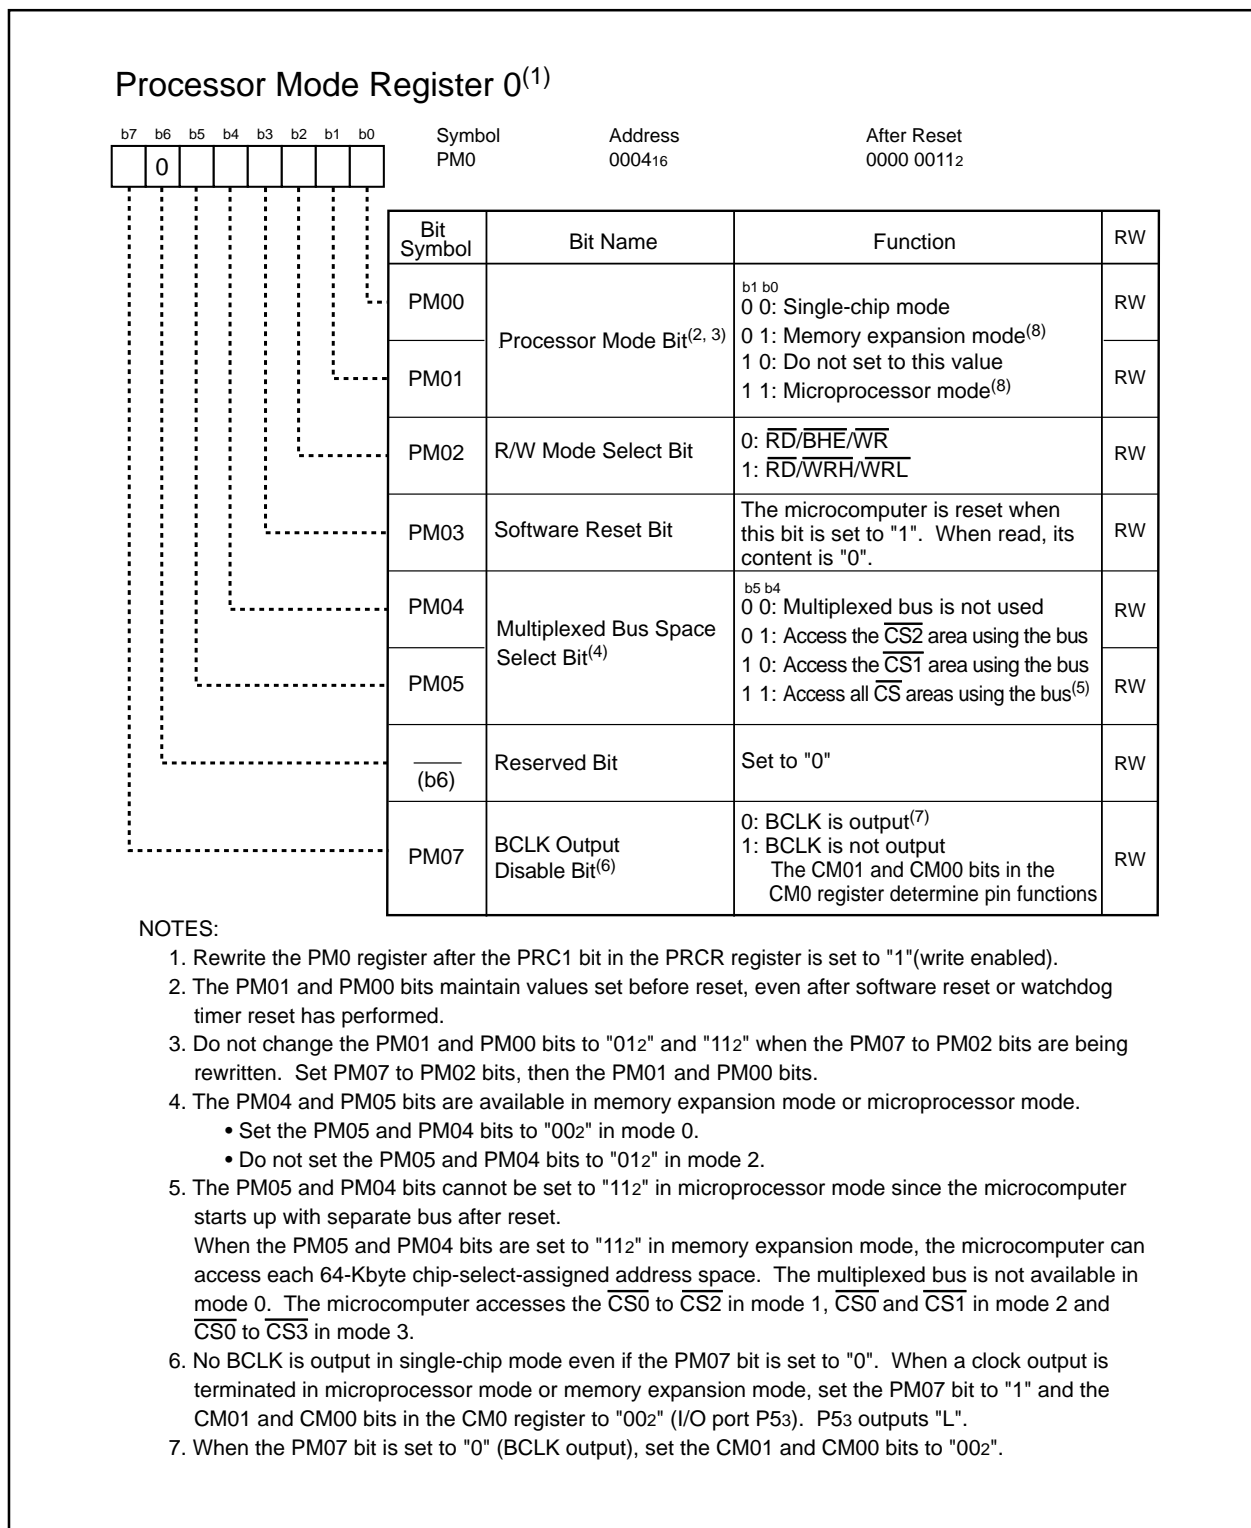 Processor Mode Register 0(1)
b7 b6 b5 b4 b3 b2 b1 b0
Symbol Address After Reset
0
PM0 000416 0000 00112
Bit Symbol Bit Name Function RW
PM00
PM01
Processor Mode Bit(2, 3)
b1 b0
0 0: Single-chip mode
0 1: Memory expansion mode(8)
1 0: Do not set to this value
1 1: Microprocessor mode(8)
RW
RW
PM02 R/W Mode Select Bit
0: RD/BHE/WR
1: RD/WRH/WRL
RW
PM03 Software Reset Bit
The microcomputer is reset when
this bit is set to "1". When read, its
content is "0".
RW
PM04
PM05
Multiplexed Bus Space
Select Bit(4)
b5 b4
0 0: Multiplexed bus is not used
0 1: Access the CS2 area using the bus
1 0: Access the CS1 area using the bus
1 1: Access all CS areas using the bus(5)
RW
RW
(b6) Reserved Bit Set to "0" RW
PM07
BCLK Output
Disable Bit(6)
0: BCLK is output(7)
1: BCLK is not output
The CM01 and CM00 bits in the
CM0 register determine pin functions
RW
NOTES:
1. Rewrite the PM0 register after the PRC1 bit in the PRCR register is set to "1"(write enabled).
2. The PM01 and PM00 bits maintain values set before reset, even after software reset or watchdog
timer reset has performed.
3. Do not change the PM01 and PM00 bits to "012" and "112" when the PM07 to PM02 bits are being
rewritten. Set PM07 to PM02 bits, then the PM01 and PM00 bits.
4. The PM04 and PM05 bits are available in memory expansion mode or microprocessor mode.
• Set the PM05 and PM04 bits to "002" in mode 0.
• Do not set the PM05 and PM04 bits to "012" in mode 2.
5. The PM05 and PM04 bits cannot be set to "112" in microprocessor mode since the microcomputer
starts up with separate bus after reset.
When the PM05 and PM04 bits are set to "112" in memory expansion mode, the microcomputer can
access each 64-Kbyte chip-select-assigned address space. The multiplexed bus is not available in
mode 0. The microcomputer accesses the CS0 to CS2 in mode 1, CS0 and CS1 in mode 2 and
CS0 to CS3 in mode 3.
6. No BCLK is output in single-chip mode even if the PM07 bit is set to "0". When a clock output is
terminated in microprocessor mode or memory expansion mode, set the PM07 bit to "1" and the
CM01 and CM00 bits in the CM0 register to "002" (I/O port P53). P53 outputs "L".
7. When the PM07 bit is set to "0" (BCLK output), set the CM01 and CM00 bits to "002".